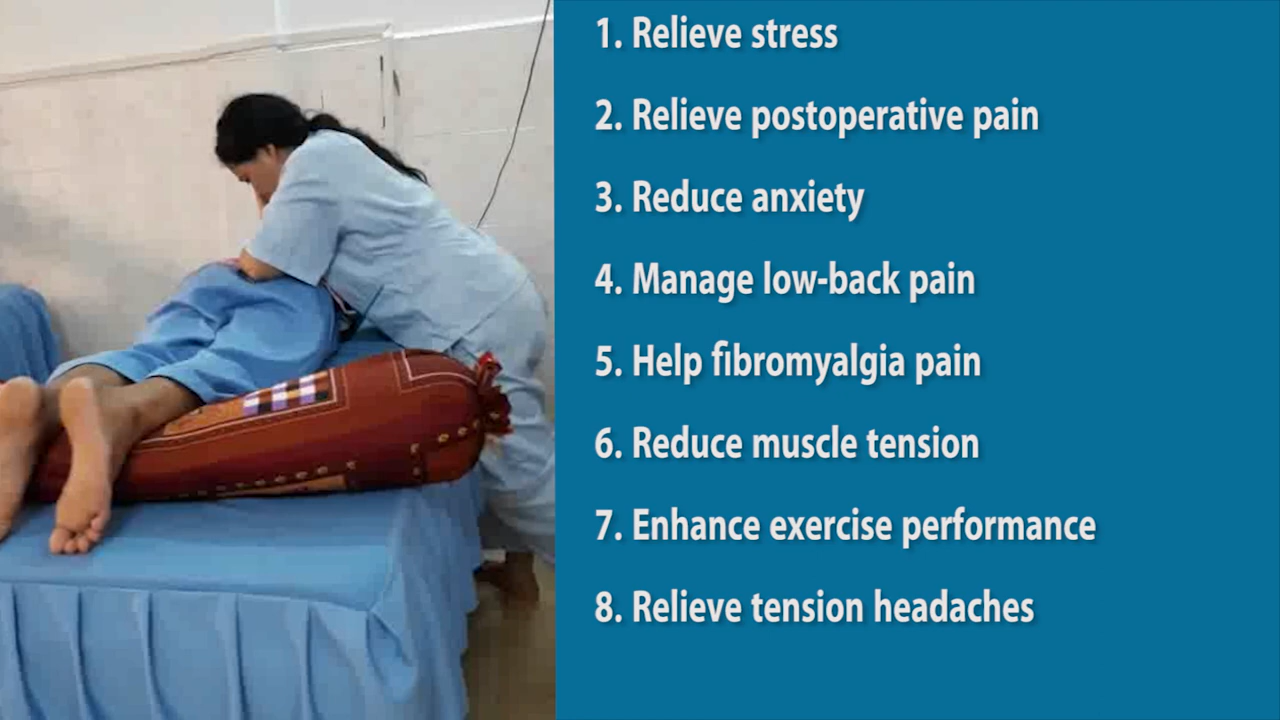 1. Relieve stress
2. Relieve postoperative pain
3. Reduce anxiety
4. Manage low-back pain
5. Help fibromyalgia pain
6. Reduce muscle tension
7. Enhance exercise performance
8. Relieve tension headaches